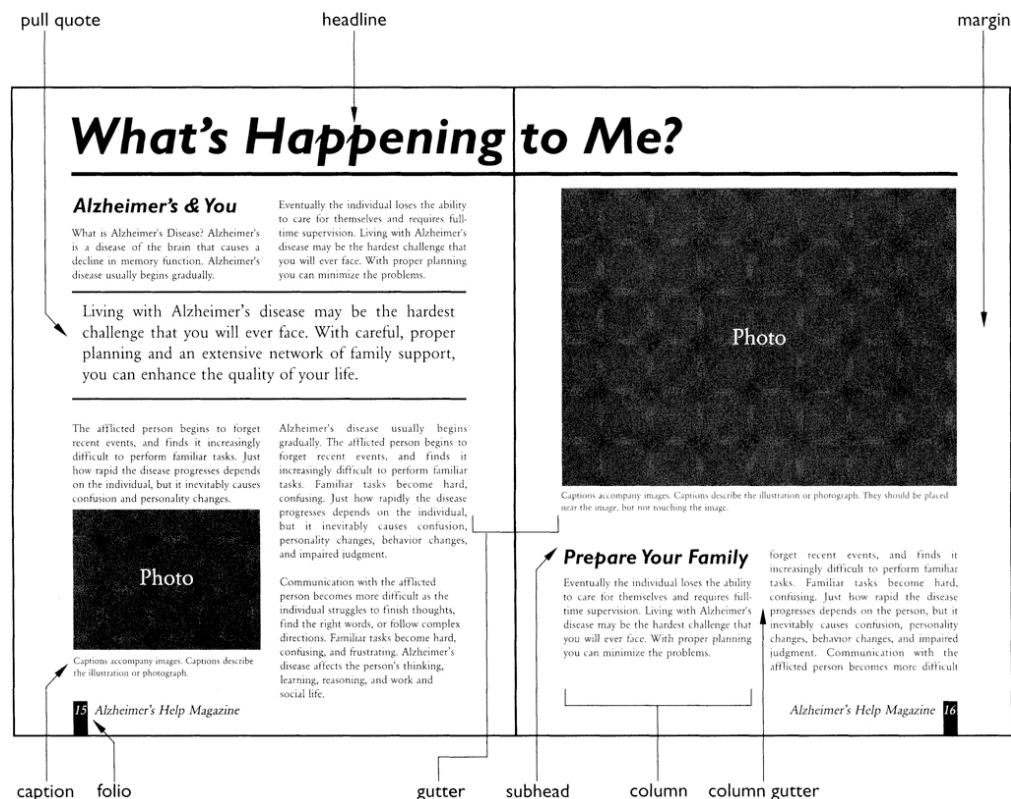 pull quote
headline
margin
What's Happening to Me?
Alzheimer's & You
What is Alzheimer's Disease? Alzheimer's
is a disease of the brain that causes a
decline in memory function. Alzheimer's
disease usually begins gradually.
Eventually the individual loses the ability
to care for themselves and requires full-
time supervision. Living with Alzheimer's
disease may be the hardest challenge that
you will ever face. With proper planning
you can minimize the problems.
Living with Alzheimer's disease may be the hardest
challenge that you will ever face. With careful, proper
planning and an extensive network of family support,
you can enhance the quality of your life.
The afflicted person begins to forget
recent events, and finds it increasingly
difficult to perform familiar tasks. Just
how rapid the disease progresses depends
on the individual, but it inevitably causes
confusion and personality changes.
Photo
Captions accompany images. Captions describe
the illustration or photograph.
Alzheimer's disease usually begins
gradually. The afflicted person begins to
forget recent events, and finds it
increasingly difficult to perform familiar
tasks. Familiar tasks become hard,
confusing. Just how rapidly the disease
progresses depends on the individual,
but it inevitably causes confusion,
personality changes, behavior changes,
and impaired judgment.
Communication with the afflicted
person becomes more difficult as the
individual struggles to finish thoughts,
find the right words, or follow complex
directions. Familiar tasks become hard,
confusing, and frustrating. Alzheimer's
disease affects the person's thinking,
learning, reasoning, and work and
social life.
15 Alzheimer's Help Magazine
Photo
Captions accompany images. Captions describe the illustration or photograph. They should be placed
near the image, but not touching the image.
Prepare Your Family
Eventually the individual loses the ability
to care for themselves and requires full-
time supervision. Living with Alzheimer's
disease may be the hardest challenge that
you will ever face. With proper planning
you can minimize the problems.
forget recent events, and finds it
increasingly difficult to perform familiar
tasks. Familiar tasks become hard,
confusing. Just how rapid the disease
progresses depends on the person, but it
inevitably causes confusion, personality
changes, behavior changes, and impaired
judgment. Communication with the
afflicted person becomes more difficult
Alzheimer's Help Magazine 16
caption
folio
gutter
subhead
column
column gutter